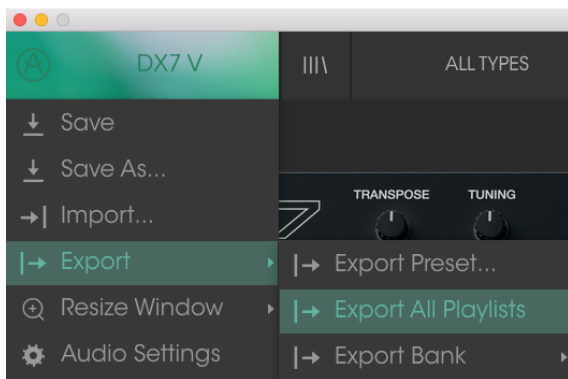 DX7 V
ALL TYPES
Save
Save As...
Import...
TRANSPOSE TUNING
7
Export
Export Preset...
Resize Window
Export All Playlists
Audio Settings
Export Bank